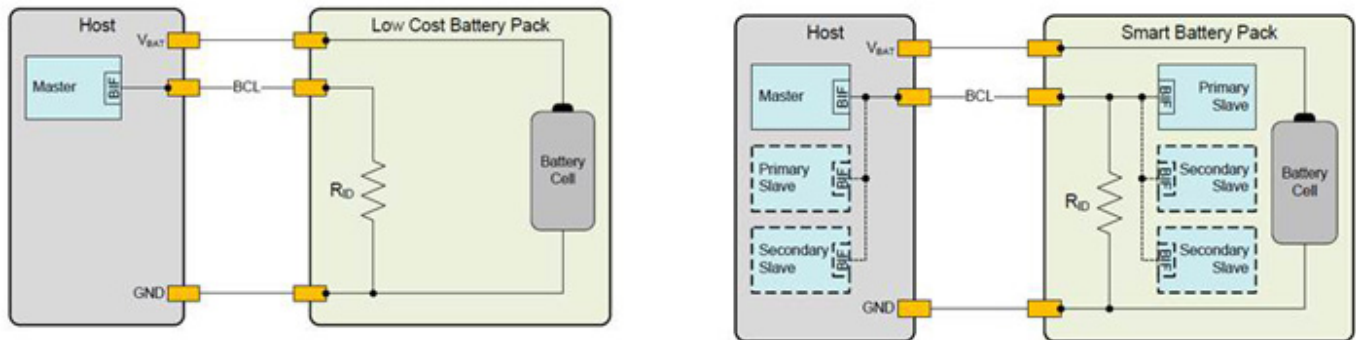 Host
Low Cost Battery Pack
VBAT
Master
BIF
BCL
Battery
Cell
RID
GND
Host
Smart Battery Pack
VBAT
Master
BIF
BCL
BIF
Primary
Slave
Primary
Slave
BIF
BIF
Secondary
Slave
Battery
Cell
RID
Secondary
Slave
BIF
BIF
Secondary
Slave
GND